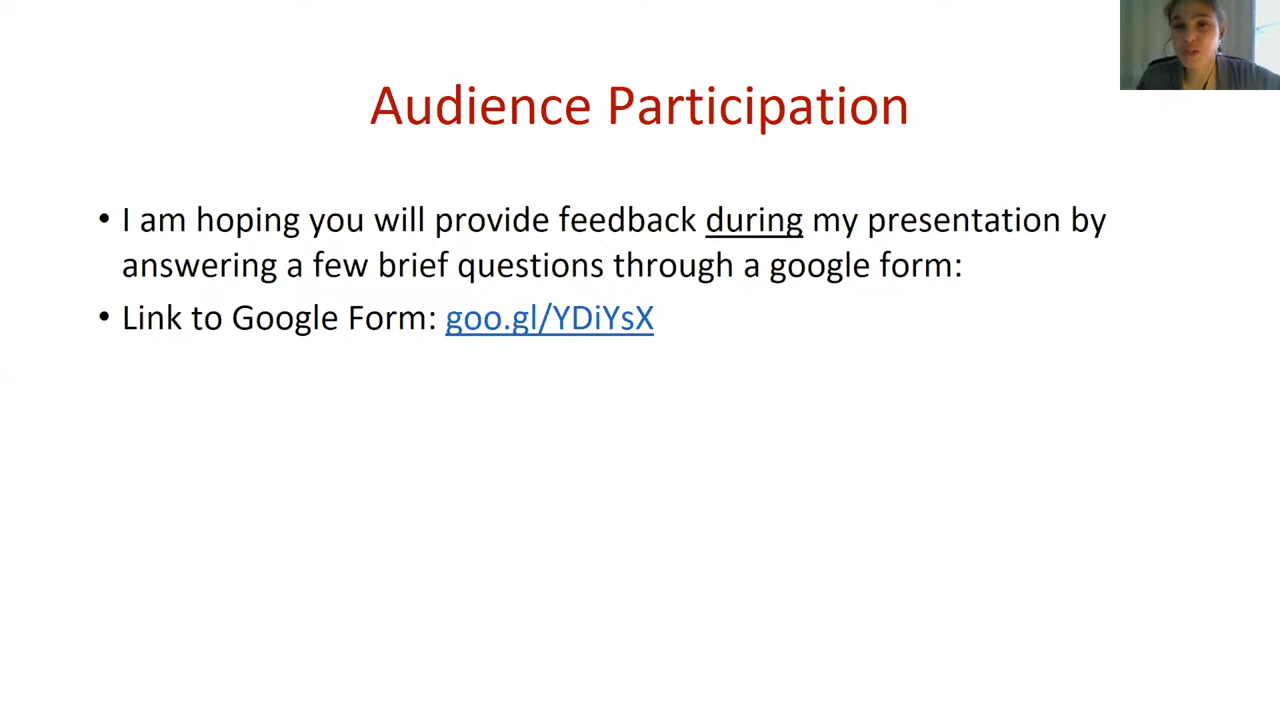 Audience Participation
• I am hoping you will provide feedback during my presentation by
answering a few brief questions through a google form:
• Link to Google Form: goo.gl/YDiYsX